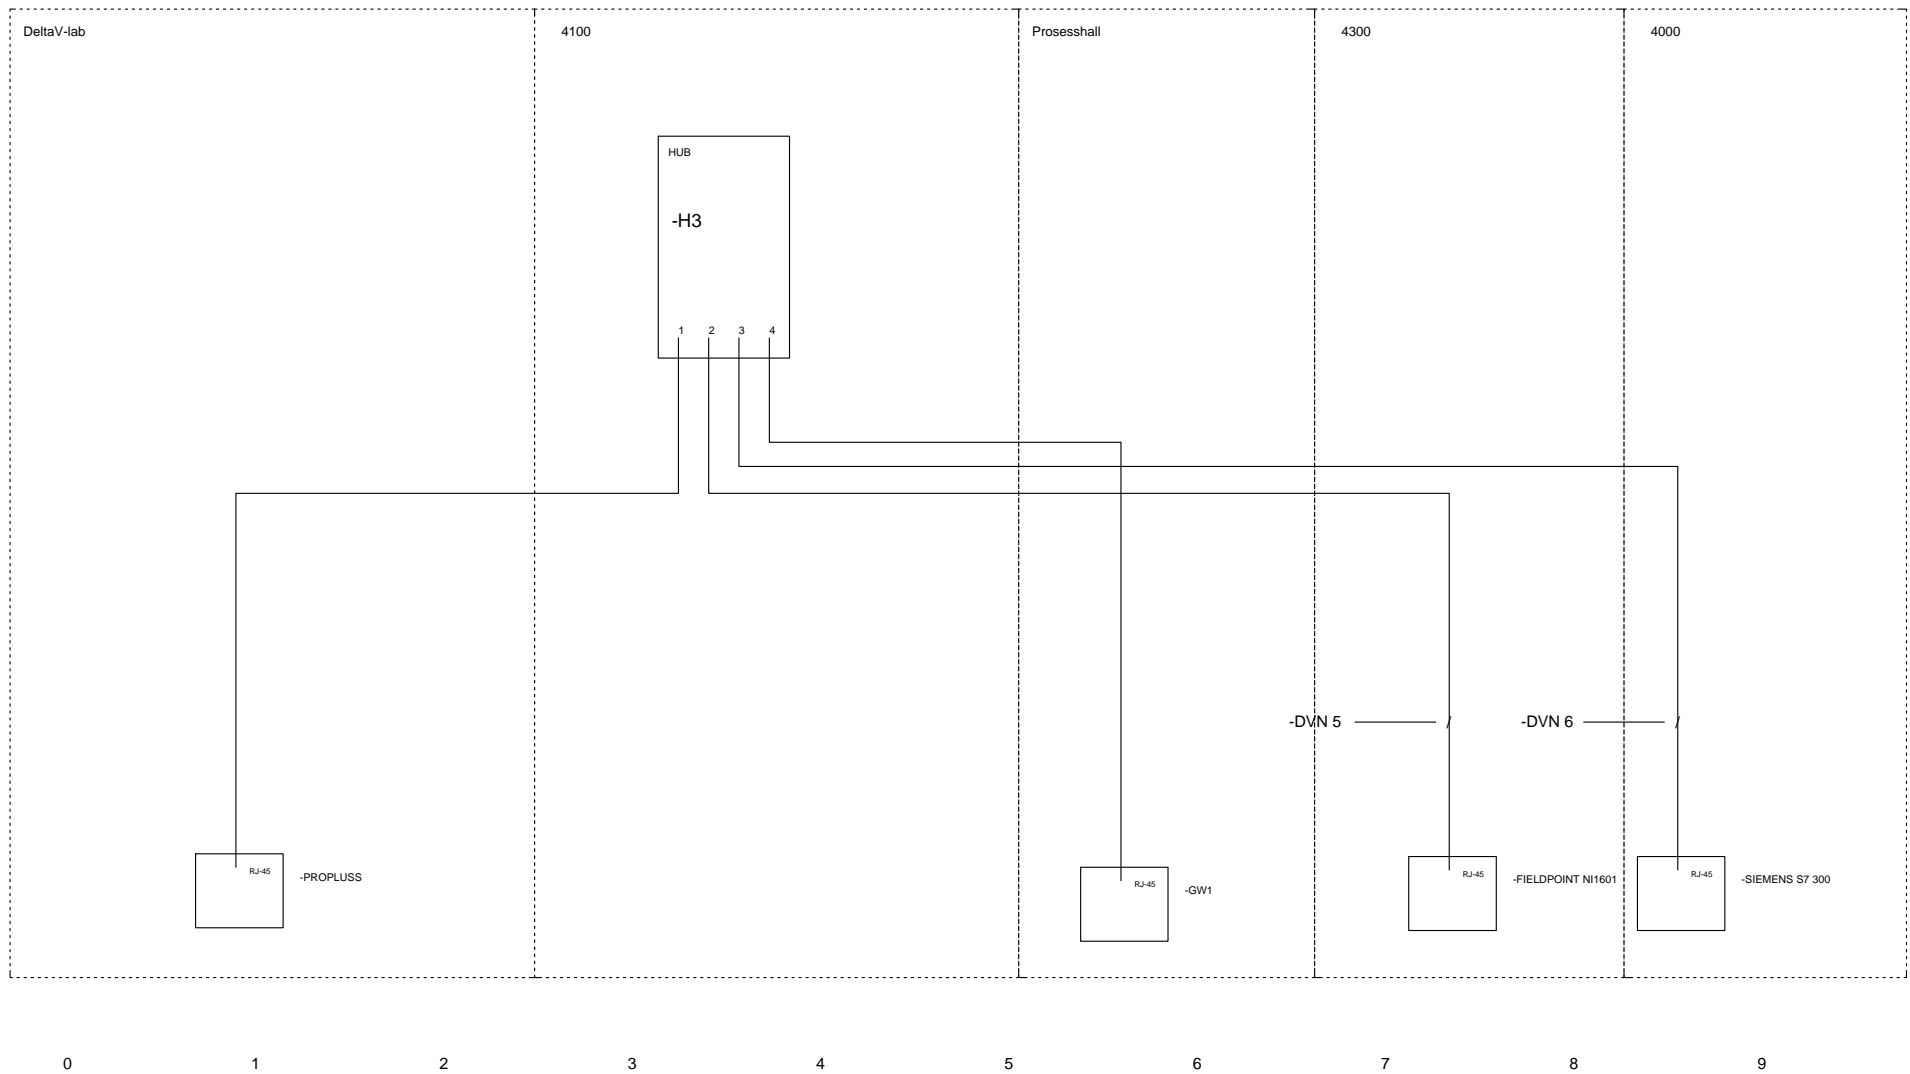 DeltaV-lab
4100
Prosesshall
4300
4000
HUB
-H3
1 2 3 4
-DVN 5
-DVN 6
RJ-45
-PROPLUSS
RJ-45
-GW1
RJ-45
-FIELDPOINT NI1601
RJ-45
-SIEMENS S7 300
0 1 2 3 4 5 6 7 8 9